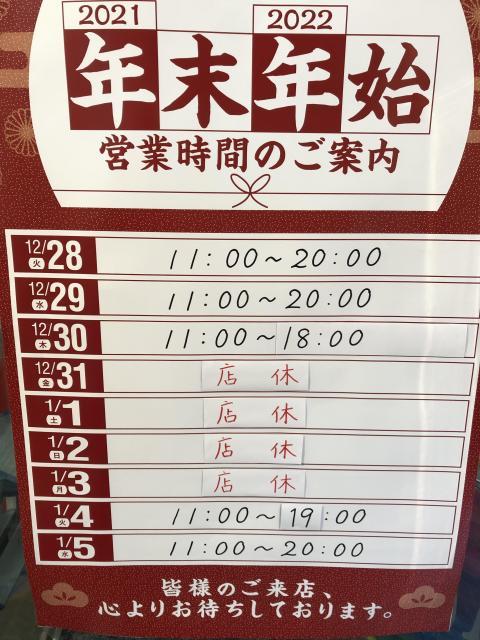 2021 2022
年末年始
営業時間のご案内
12/28 火 11:00～20:00
12/29 水 11:00～20:00
12/30 木 11:00～18:00
12/31 金 店 休
1/1 土 店 休
1/2 日 店 休
1/3 月 店 休
1/4 火 11:00～19:00
1/5 水 11:00～20:00
皆様のご来店、
心よりお待ちしております。